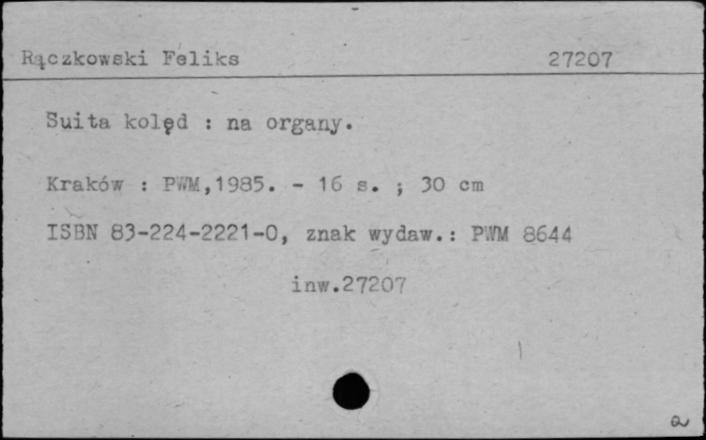 Rączkowski Feliks 27207
Suita kolęd : na organy.
Kraków : PWM,1985. - 16 s. ; 30 cm
ISBN 83-224-2221-0, znak wydaw.: PWM 8644
inw.27207